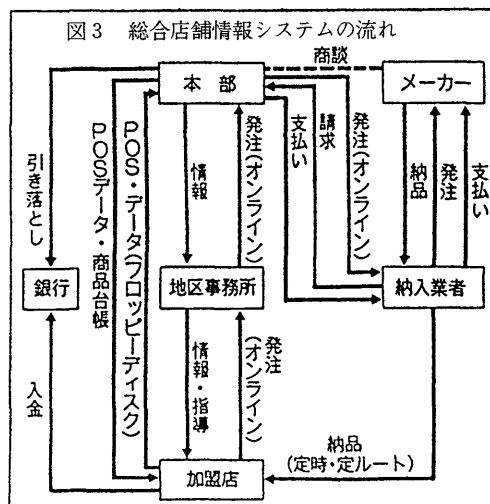 図3 総合店舗情報システムの流れ
商談
本部
メーカー
引き落とし
POSデータ・商品台帳
POS・データ(フロッピーディスク)
情報
発注(オンライン)
支払い
請求
発注(オンライン)
納品
発注
支払い
銀行
地区事務所
納入業者
入金
情報・指導
発注(オンライン)
納品
(定時・定ルート)
加盟店